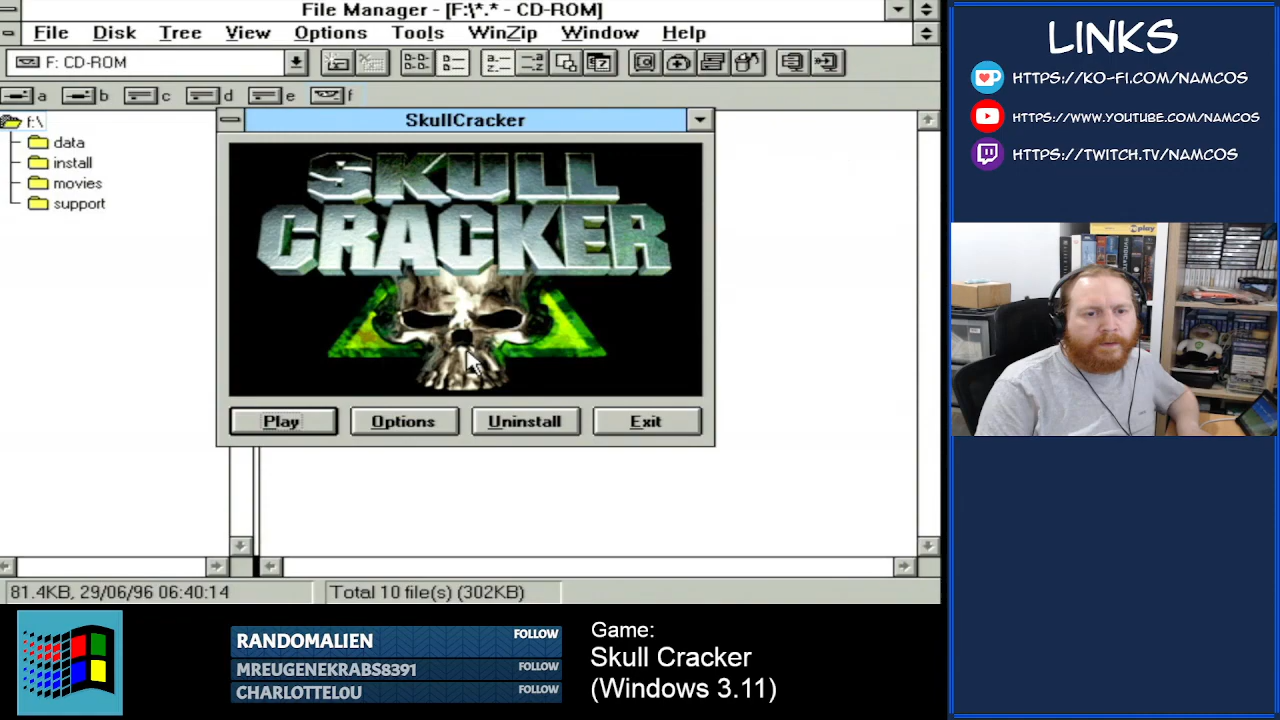 File Manager - [F:\*.* - CD-ROM]
File Disk Tree View Options Tools WinZip Window Help
F: CD-ROM
a b c d e f
f:\
data
install
movies
support
SkullCracker
SKULL
CRACKER
Play Options Uninstall Exit
81.4KB, 29/06/96 06:40:14
Total 10 file(s) (302KB)
LINKS
HTTPS://KO-FI.COM/NAMCOS
HTTPS://WWW.YOUTUBE.COM/NAMCOS
HTTPS://TWITCH.TV/NAMCOS
RANDOMALIEN FOLLOW
MREUGENEKRABS8391 FOLLOW
CHARLOTTELOU FOLLOW
Game:
Skull Cracker
(Windows 3.11)